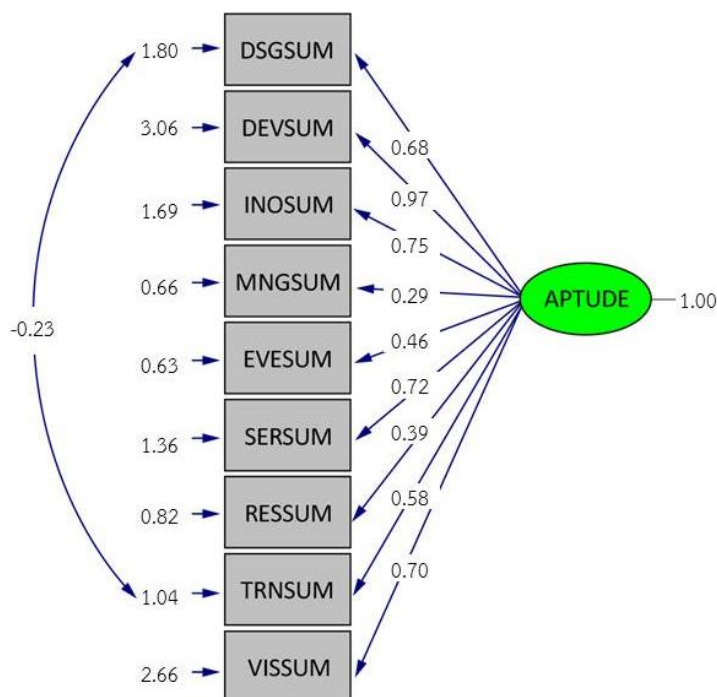 1.80 DSGSUM
0.68
3.06 DEVSUM
0.97
1.69 INOSUM
0.75
0.66 MNGSUM
0.29
APTUDE 1.00
-0.23
0.63 EVESUM
0.46
1.36 SERSUM
0.72
0.39
0.82 RESSUM
0.58
0.70
1.04 TRNSUM
2.66 VISSUM